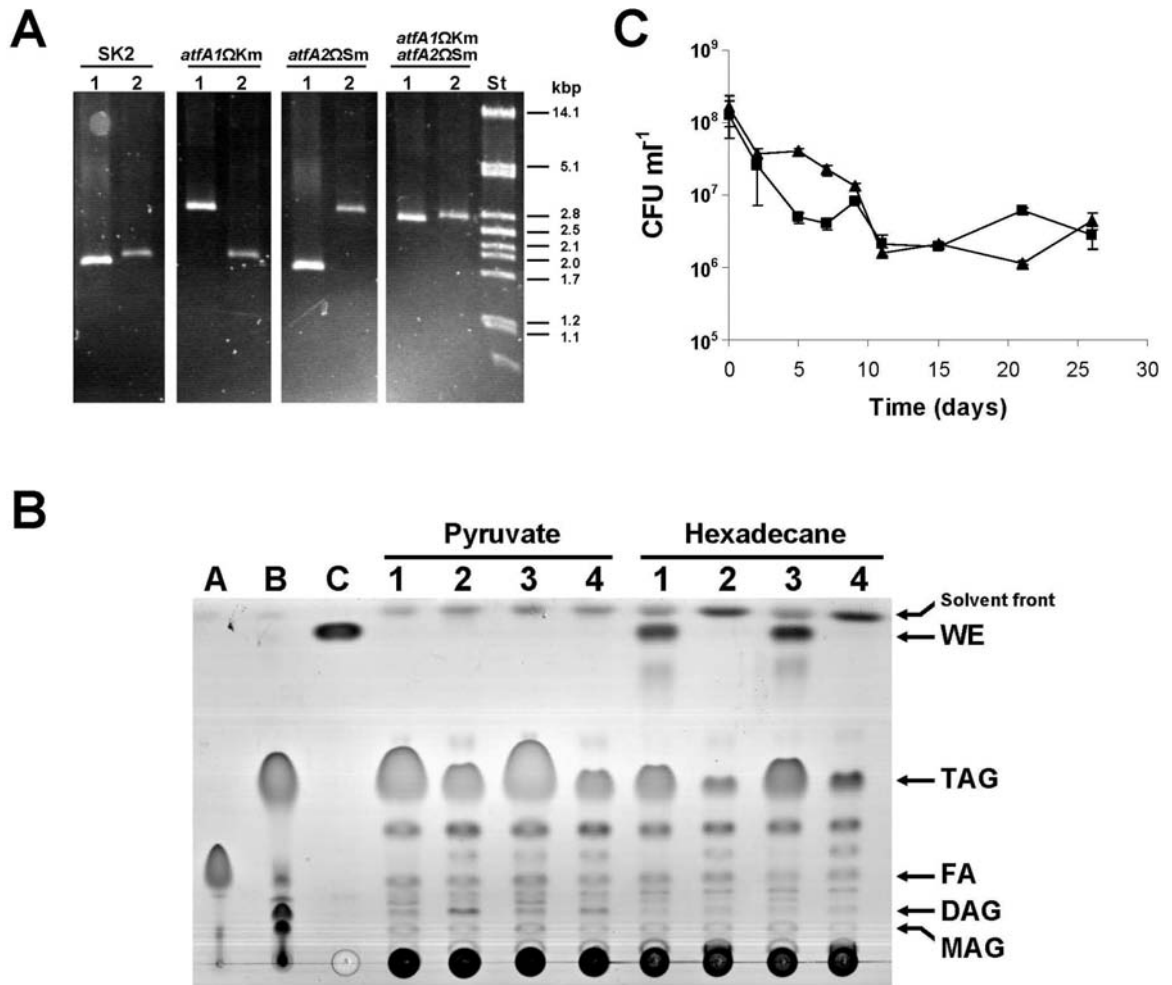 A
SK2
atfA1ΩKm
atfA2ΩSm
atfA1ΩKm
atfA2ΩSm
1 2 1 2 1 2 1 2 St kbp
14.1
5.1
2.8
2.5
2.1
2.0
1.7
1.2
1.1
C
CFU ml-1
10⁹
10⁸
10⁷
10⁶
10⁵
0 5 10 15 20 25 30
Time (days)
B
Pyruvate Hexadecane
A B C 1 2 3 4 1 2 3 4
Solvent front
WE
TAG
FA
DAG
MAG